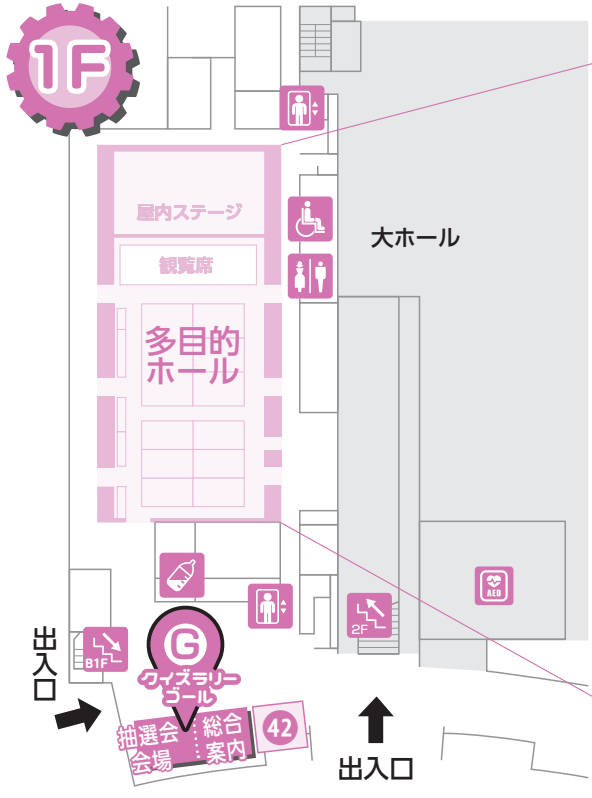 1F
屋内ステージ
観覧席
多目的
ホール
大ホール
AED
2F
B1F
出入口
G
クイズラリー
ゴール
抽選会
会場
総合
案内
42
出入口